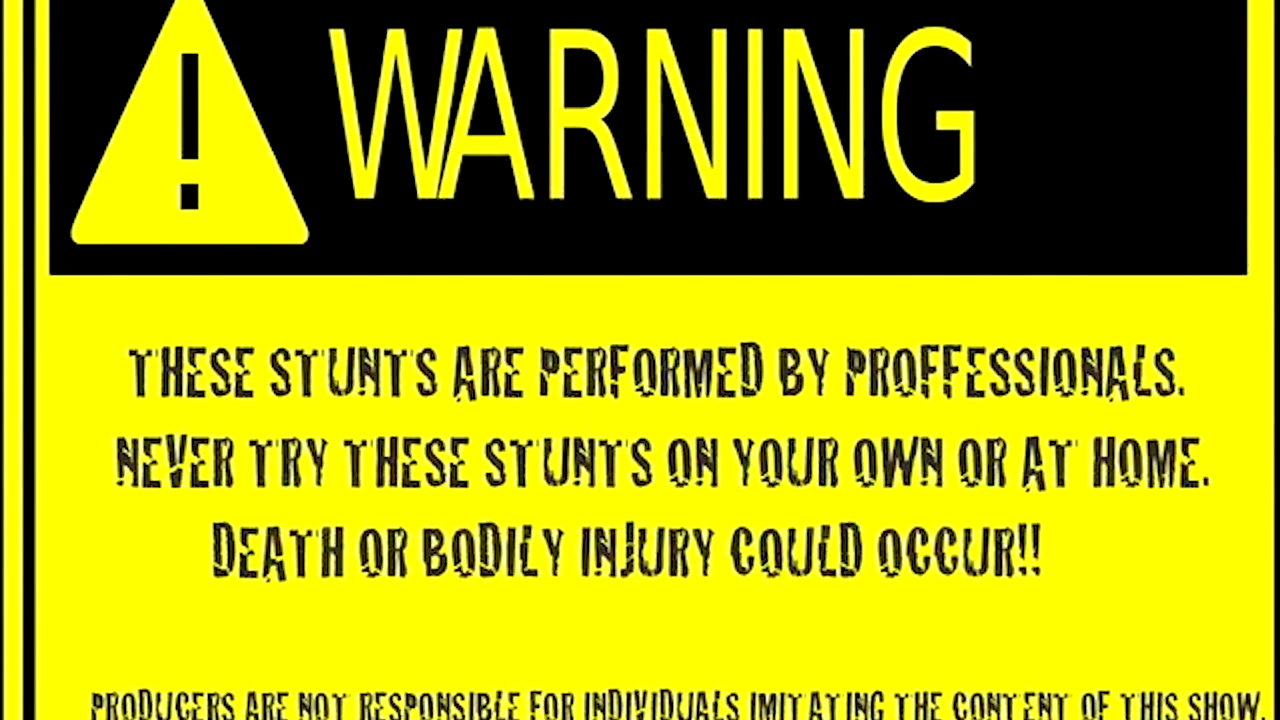 WARNING
THESE STUNTS ARE PERFORMED BY PROFFESSIONALS.
NEVER TRY THESE STUNTS ON YOUR OWN OR AT HOME.
DEATH OR BODILY INJURY COULD OCCUR!!
PRODUCERS ARE NOT RESPONSIBLE FOR INDIVIDUALS IMITATING THE CONTENT OF THIS SHOW.